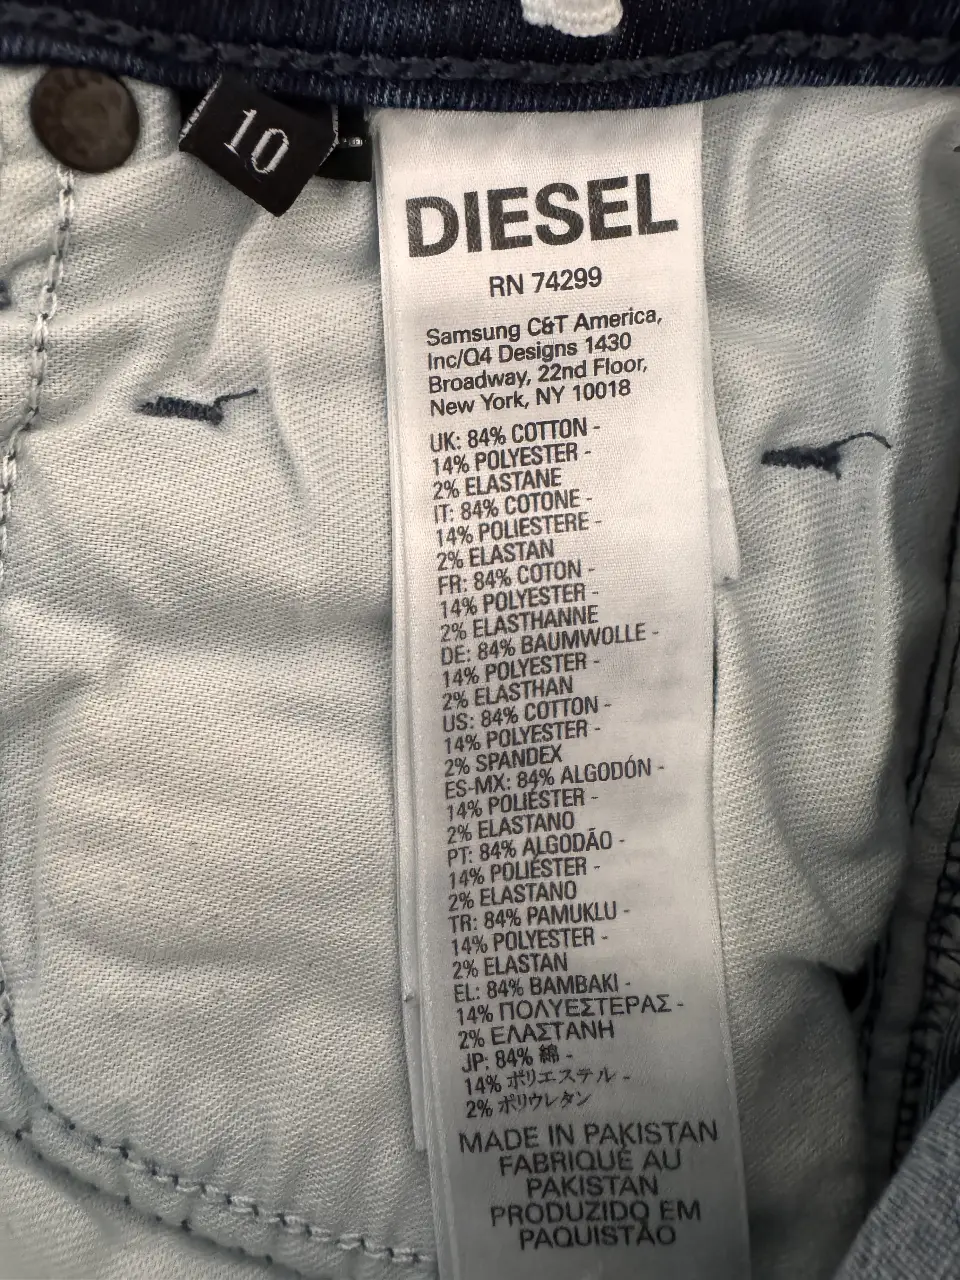 10
DIESEL
RN 74299
Samsung C&T America,
Inc/Q4 Designs 1430
Broadway, 22nd Floor,
New York, NY 10018
UK: 84% COTTON -
14% POLYESTER -
2% ELASTANE
IT: 84% COTONE -
14% POLIESTERE -
2% ELASTAN
FR: 84% COTON -
14% POLYESTER -
2% ELASTHANNE
DE: 84% BAUMWOLLE -
14% POLYESTER -
2% ELASTHAN
US: 84% COTTON -
14% POLYESTER -
2% SPANDEX
ES-MX: 84% ALGODÓN -
14% POLIÉSTER -
2% ELASTANO
PT: 84% ALGODÃO -
14% POLIÉSTER -
2% ELASTANO
TR: 84% PAMUKLU -
14% POLYESTER -
2% ELASTAN
EL: 84% ΒΑΜΒΑΚΙ -
14% ΠΟΛΥΕΣΤΕΡΑΣ -
2% ΕΛΑΣΤΑΝΗ
JP: 84% 綿 -
14% ポリエステル -
2% ポリウレタン
MADE IN PAKISTAN
FABRIQUÉ AU
PAKISTAN
PRODUZIDO EM
PAQUISTÃO